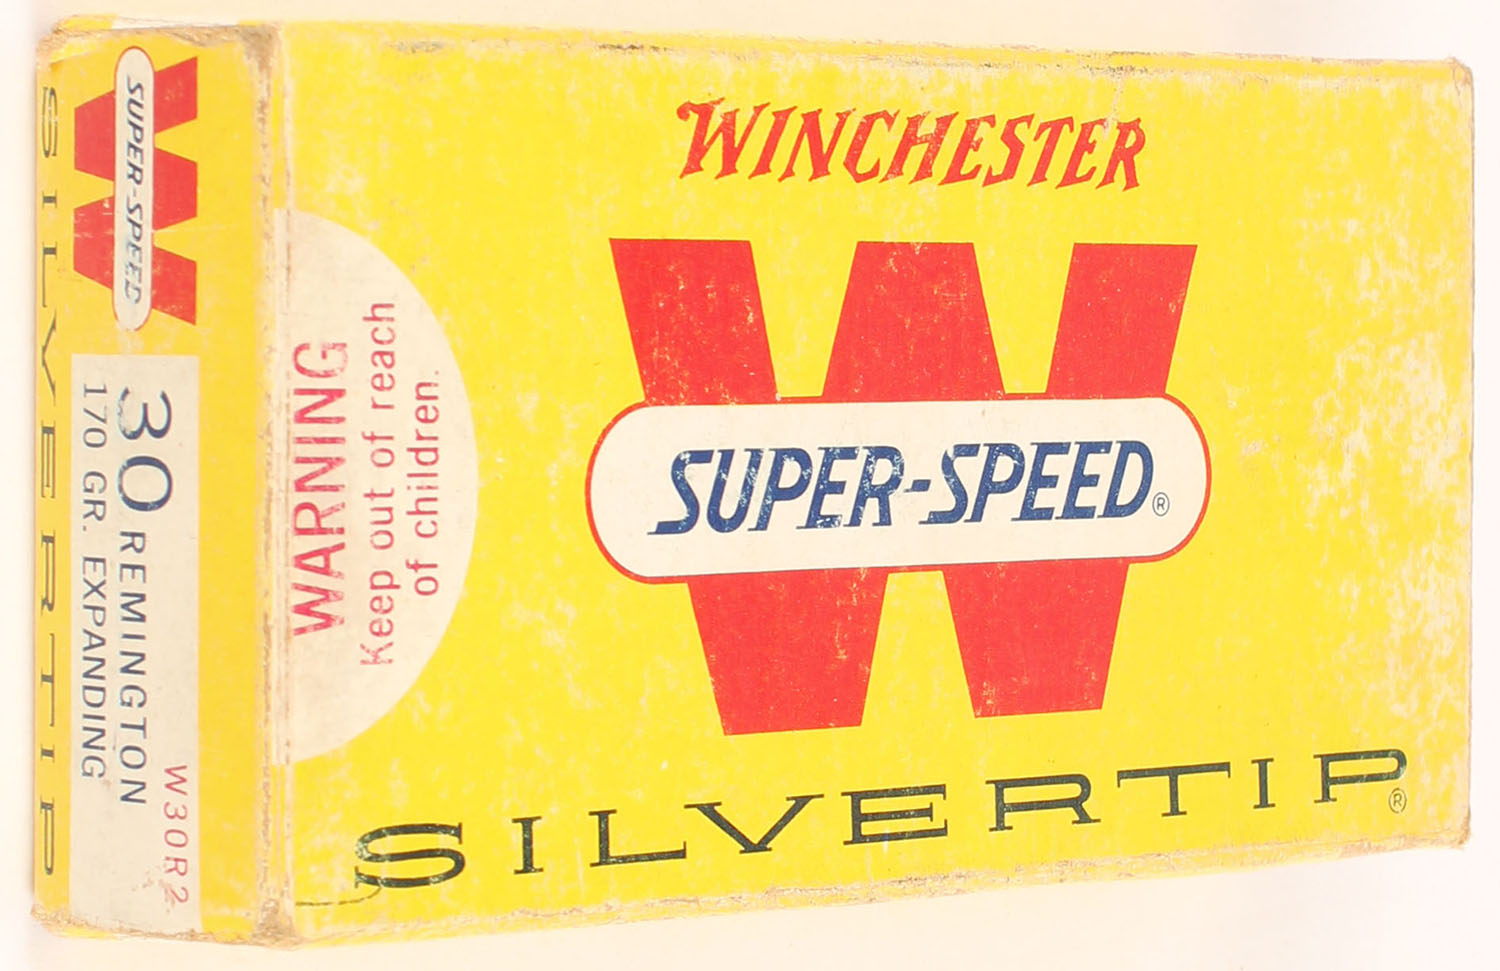 WINCHESTER
W
SUPER-SPEED®
SILVERTIP®
WARNING
Keep out of reach
of children.
W
SUPER-SPEED
SILVERTIP
30 REMINGTON
170 GR. EXPANDING
W30R2